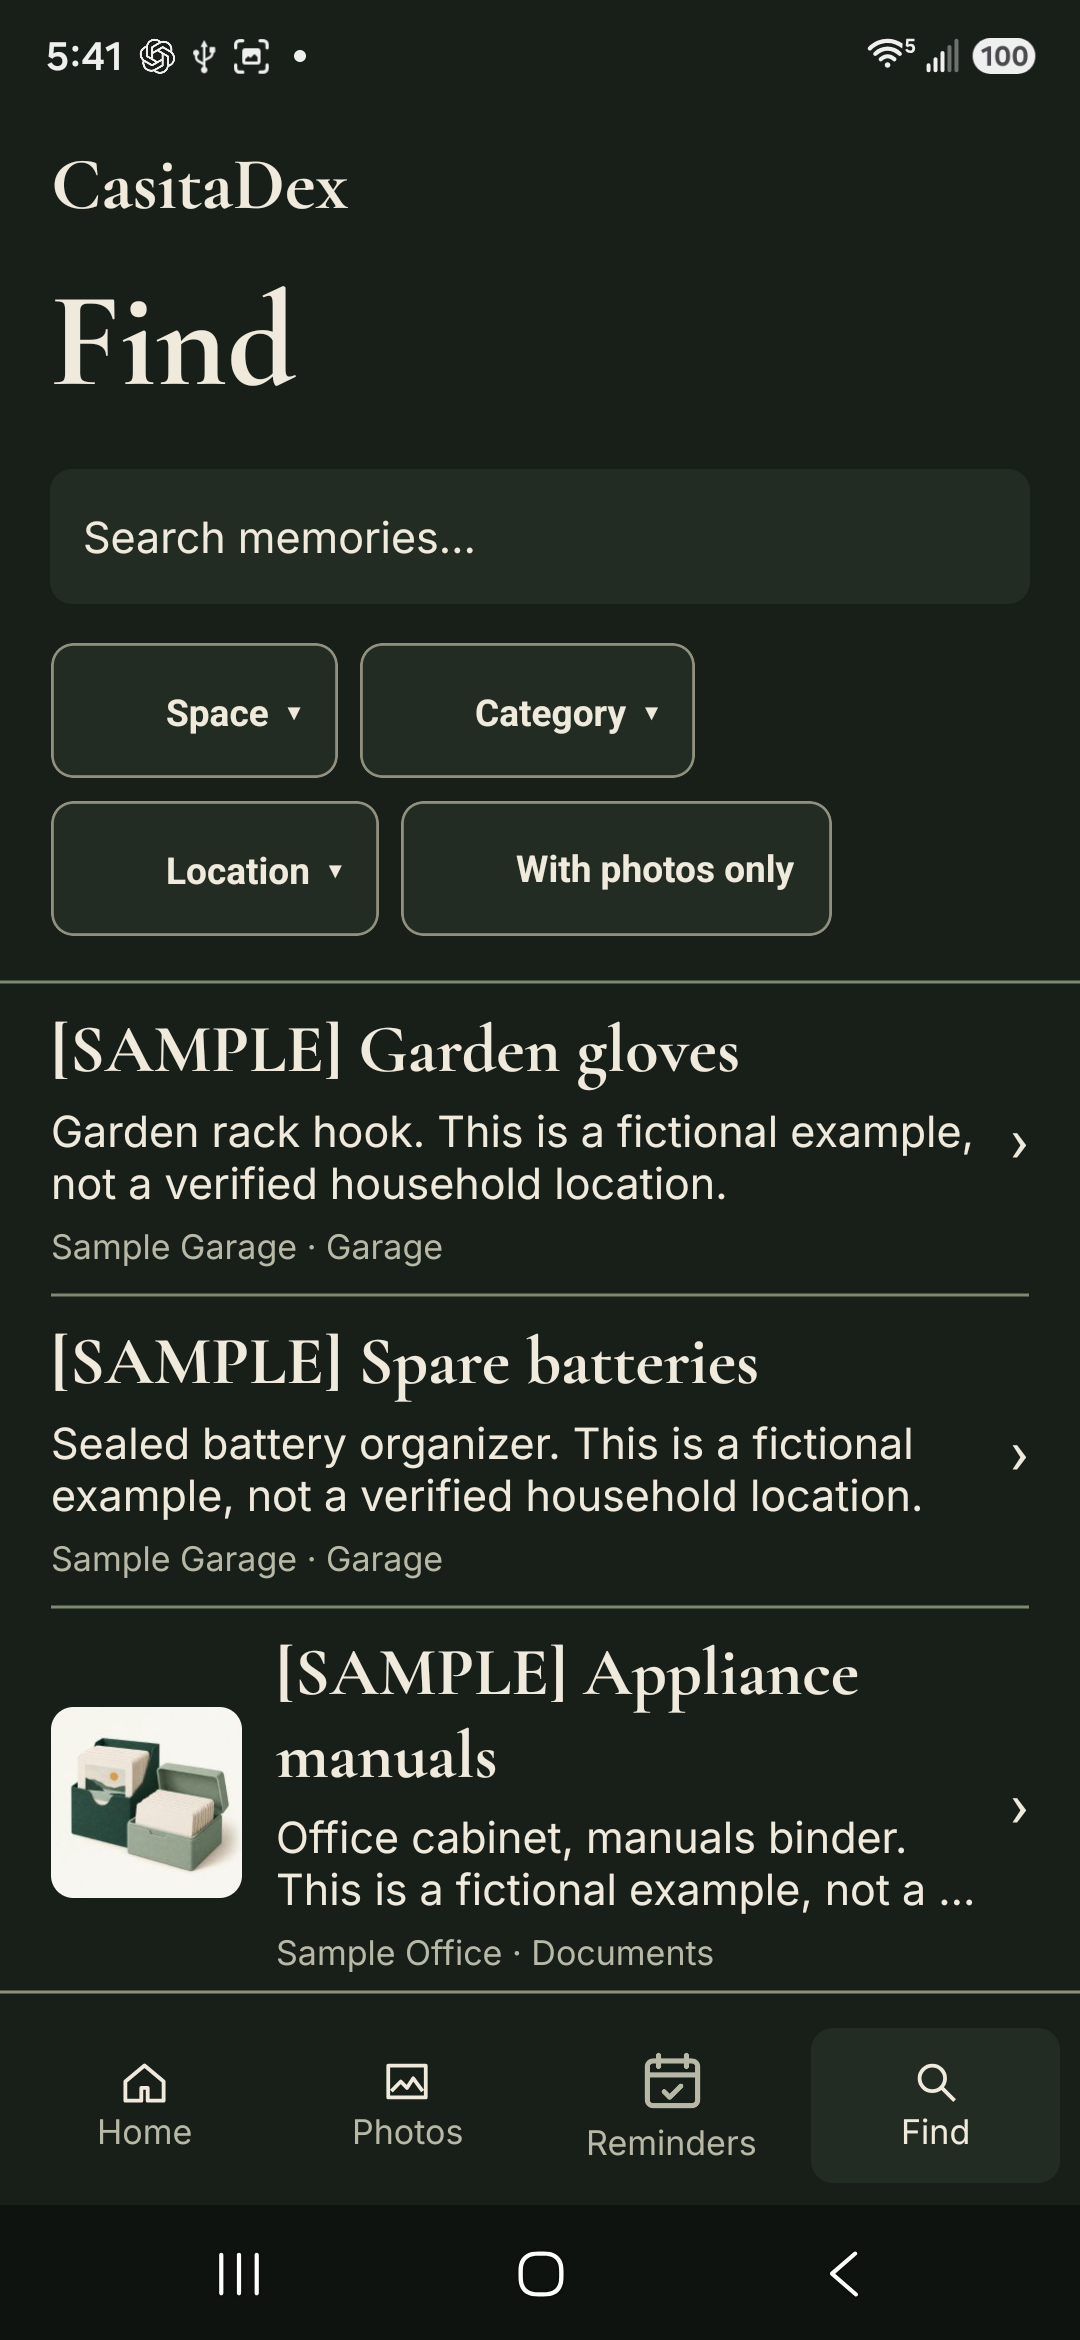 5:41
5
100
CasitaDex
Find
Search memories...
Space ▾
Category ▾
Location ▾
With photos only
[SAMPLE] Garden gloves
Garden rack hook. This is a fictional example,
not a verified household location.
Sample Garage · Garage
[SAMPLE] Spare batteries
Sealed battery organizer. This is a fictional
example, not a verified household location.
Sample Garage · Garage
[SAMPLE] Appliance
manuals
Office cabinet, manuals binder.
This is a fictional example, not a ...
Sample Office · Documents
Home
Photos
Reminders
Find